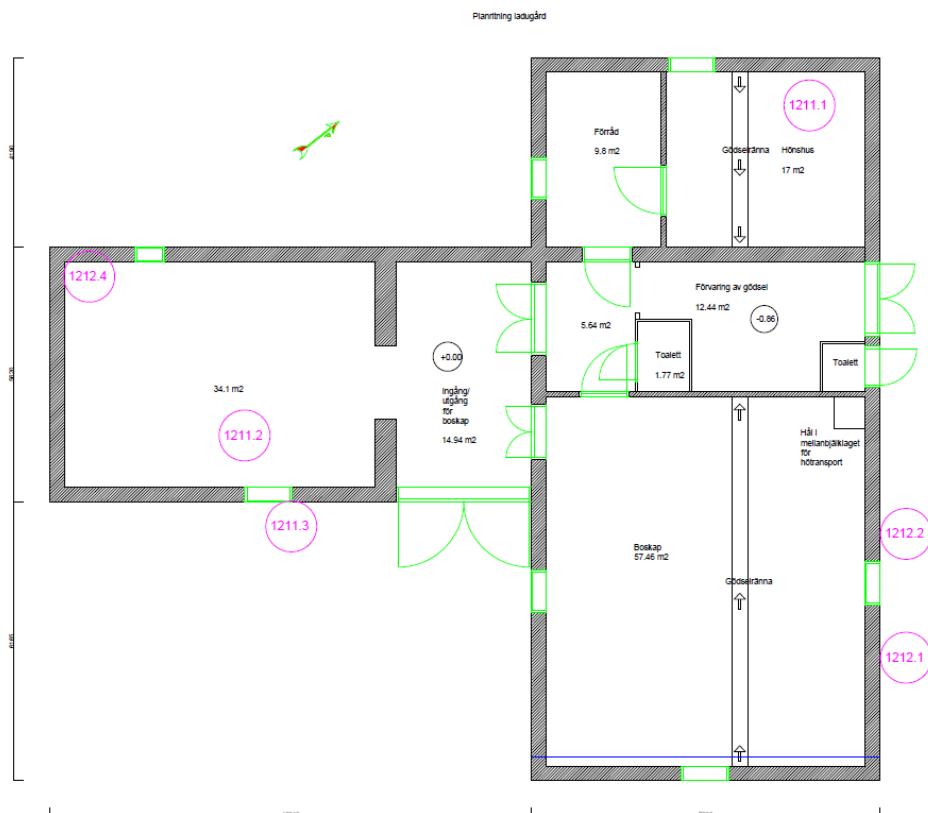 Planritning ladugård
1211.1
Förråd
9.8 m2
Gödselränna
Hönshus
17 m2
4190
1212.4
Förvaring av gödsel
12.44 m2
-0.86
5.64 m2
+0.00
Toalett
1.77 m2
Toalett
5620
34.1 m2
Ingång/
utgång
för
boskap
14.94 m2
1211.2
Hål i
mellanbjälklaget
för
hötransport
1211.3
1212.2
Boskap
57.46 m2
Gödselränna
6165
1212.1